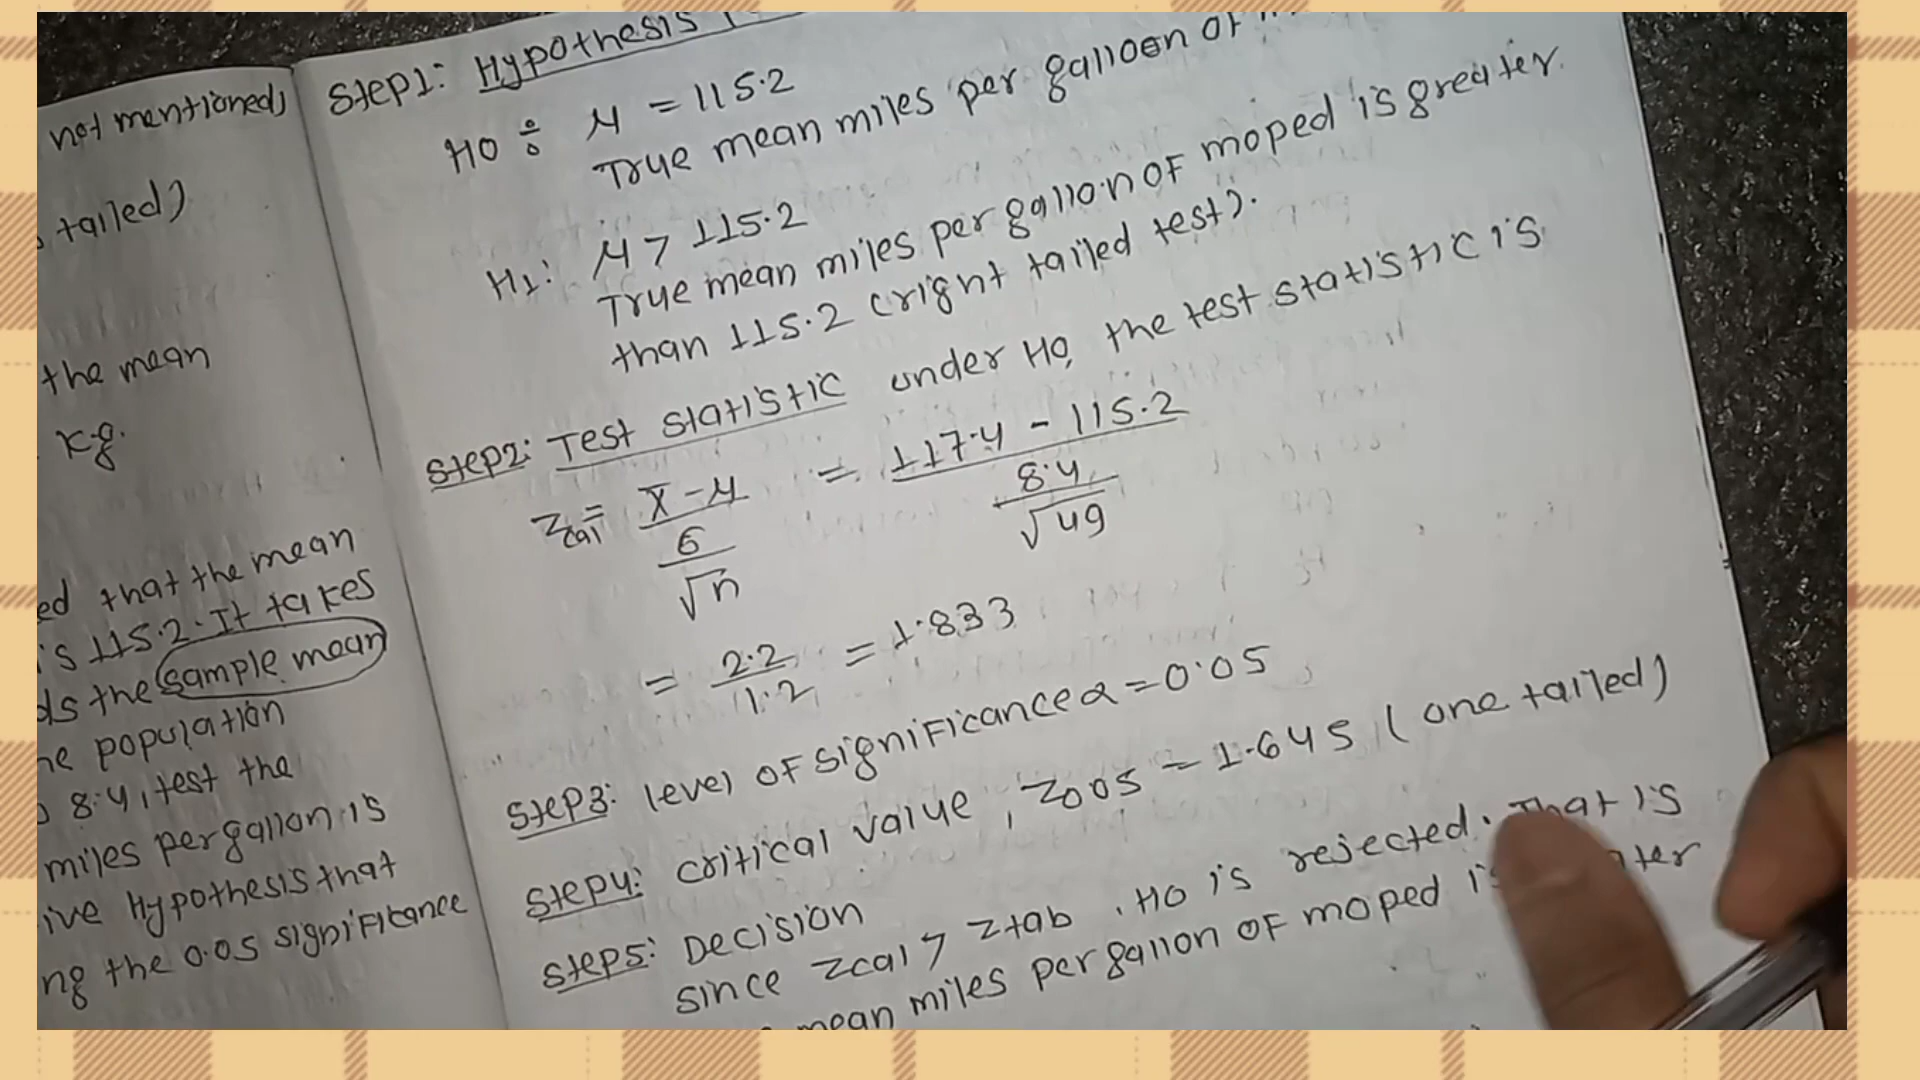 not mentioned)
tailed)
the mean
kg.
ed that the mean
is 115.2. It takes
ds the sample mean
he population
8.4, test the
miles per gallon is
ive Hypothesis that
ng the 0.05 significance
Step1: Hypothesis
H0 : μ = 115.2
True mean miles per galloen of
H1: μ > 115.2
True mean miles per gallon of moped is greater
than 115.2 (right tailed test).
Step2: Test statistic under H0, the test statistic is
Zcal = x̄ - μ / σ / √n = 117.4 - 115.2 / 8.4 / √49
= 2.2 / 1.2 = 1.833
Step3: level of significance α = 0.05
Step4: critical value, Z0.05 = 1.645 (one tailed)
Step5: Decision
since Zcal > Ztab, H0 is rejected. That is
mean miles per gallon of moped